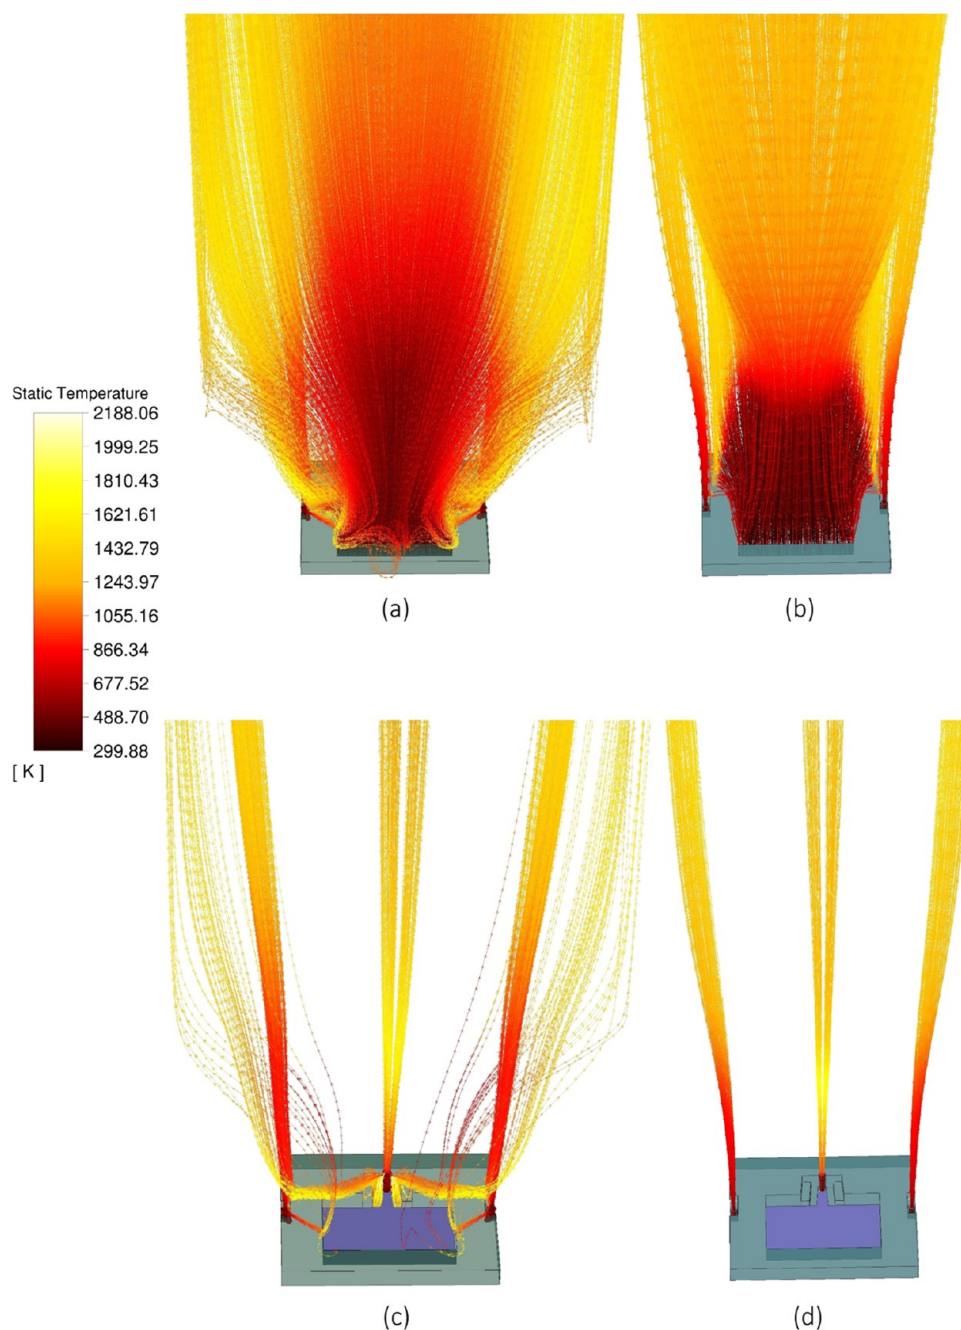 (a)
(b)
Static Temperature
2188.06
1999.25
1810.43
1621.61
1432.79
1243.97
1055.16
866.34
677.52
488.70
299.88
[ K ]
(c)
(d)